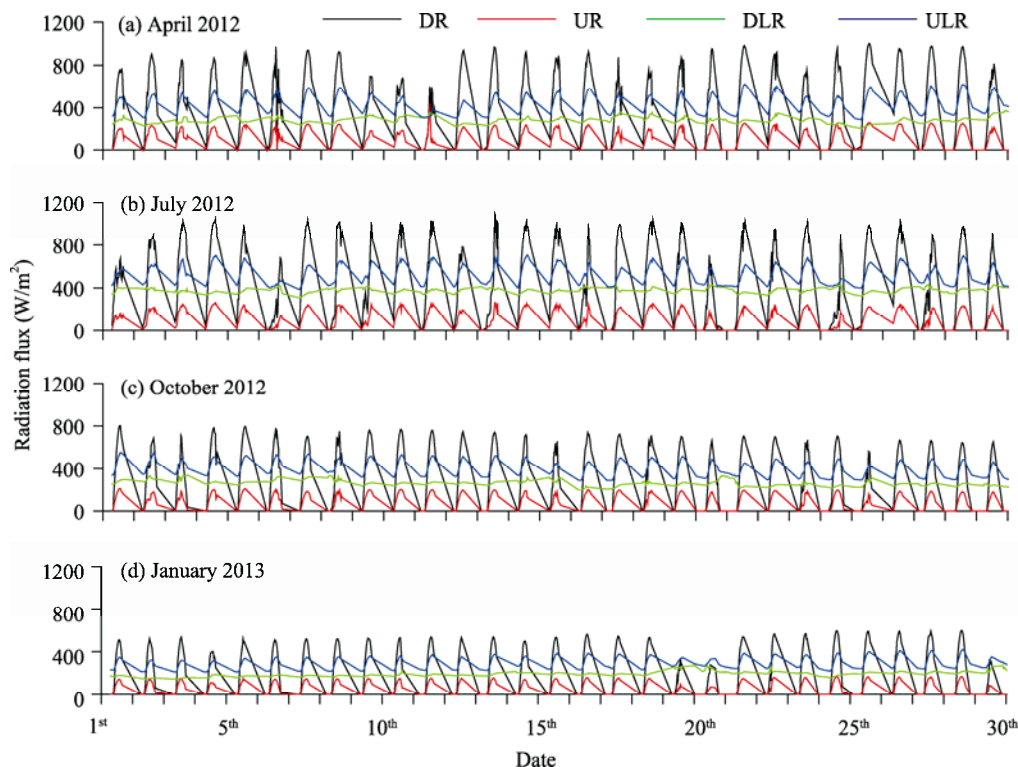 DR UR DLR ULR
(a) April 2012
1200
800
400
0
(b) July 2012
1200
800
400
0
Radiation flux (W/m²)
(c) October 2012
1200
800
400
0
(d) January 2013
1200
800
400
0
1st 5th 10th 15th 20th 25th 30th
Date